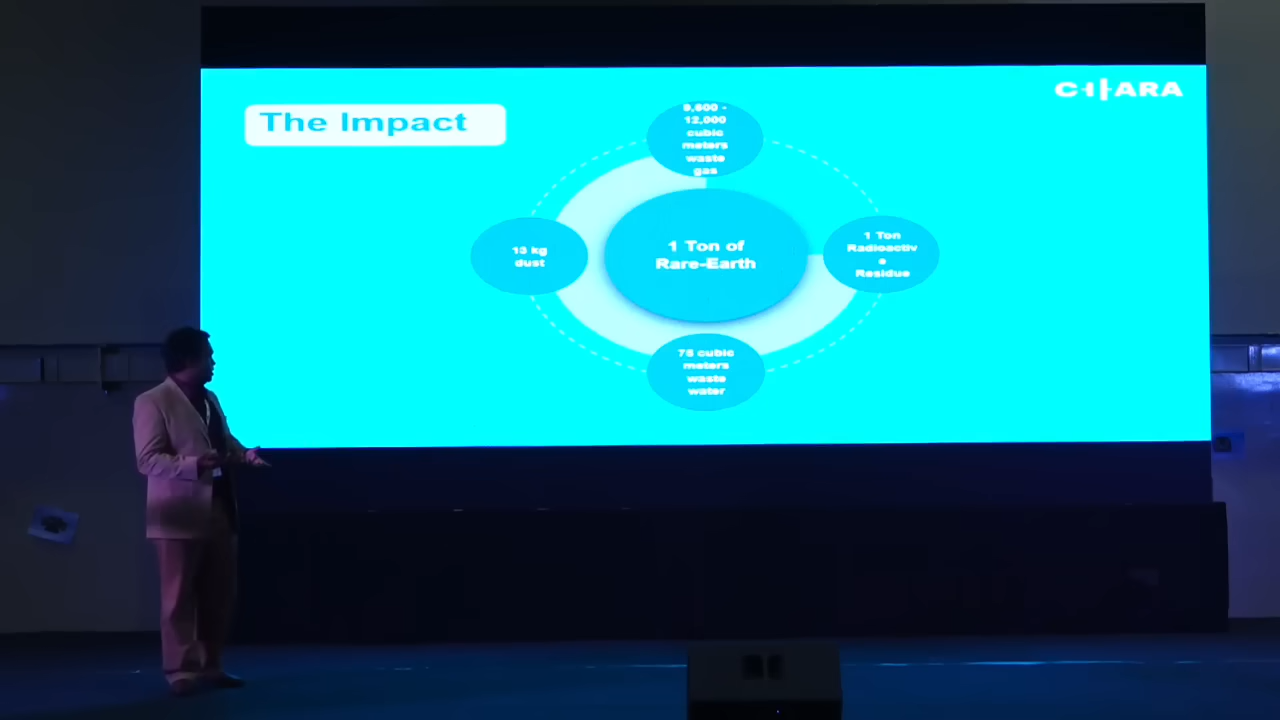 CHARA
The Impact
9,600 -
12,000
cubic
meters
waste
gas
13 kg
dust
1 Ton of
Rare-Earth
1 Ton
Radioactiv
e
Residue
75 cubic
meters
waste
water